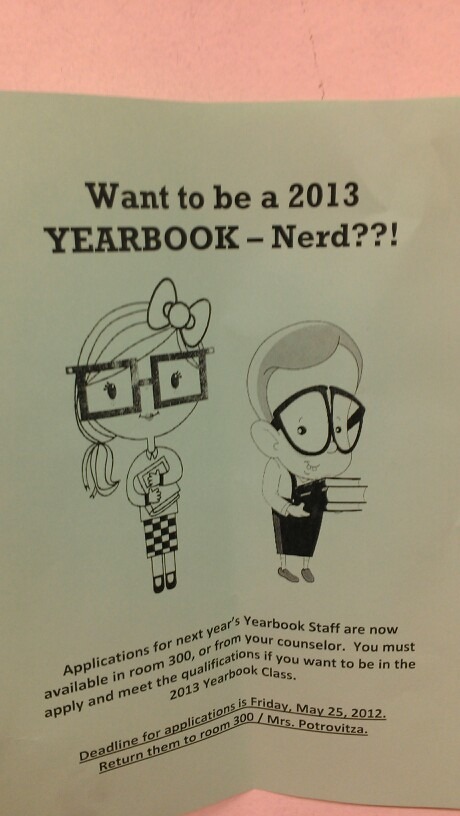 Want to be a 2013
YEARBOOK – Nerd??!
Applications for next year's Yearbook Staff are now
available in room 300, or from your counselor. You must
apply and meet the qualifications if you want to be in the
2013 Yearbook Class.
Deadline for applications is Friday, May 25, 2012.
Return them to room 300 / Mrs. Potrovitza.